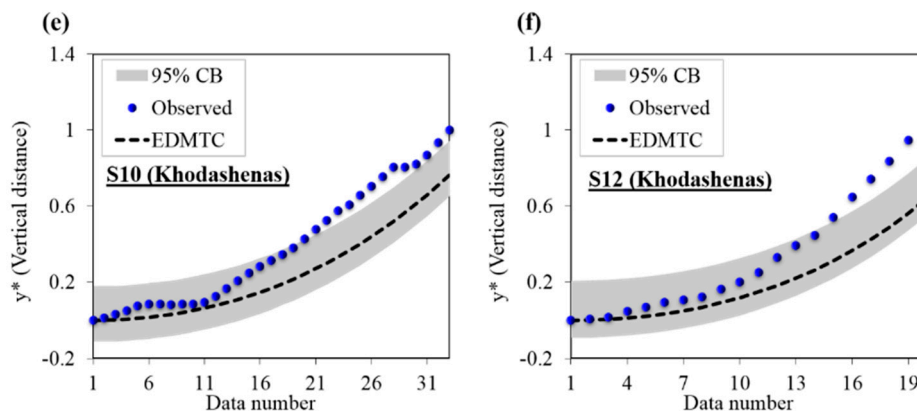 (e)
1.4
1
0.6
0.2
-0.2
y* (Vertical distance)
95% CB
Observed
EDMTC
S10 (Khodashenas)
1 6 11 16 21 26 31
Data number
(f)
1.4
1
0.6
0.2
-0.2
y* (Vertical distance)
95% CB
Observed
EDMTC
S12 (Khodashenas)
1 4 7 10 13 16 19
Data number